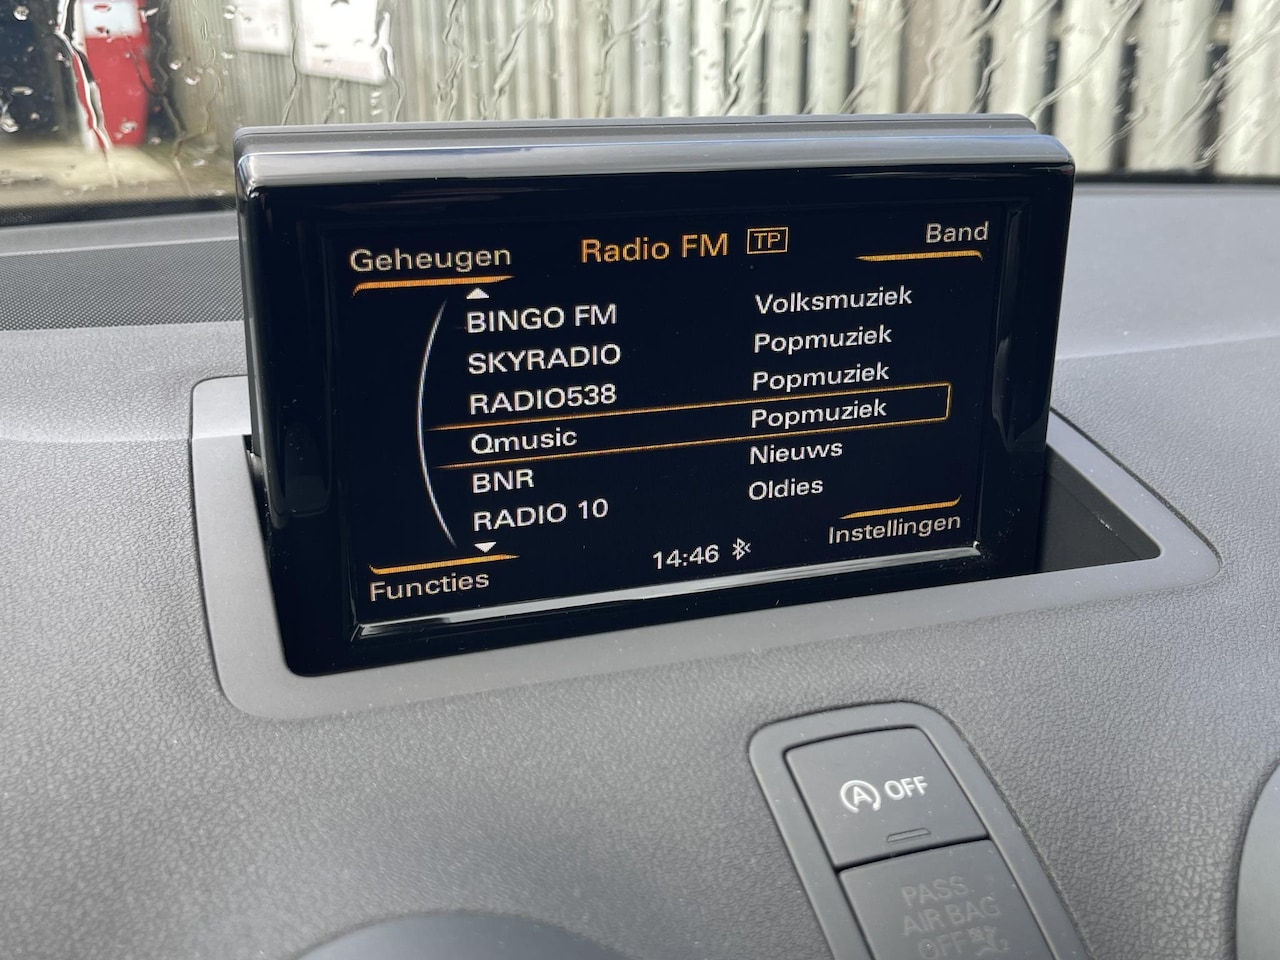 Geheugen Radio FM TP Band
BINGO FM Volksmuziek
SKYRADIO Popmuziek
RADIO538 Popmuziek
Qmusic Popmuziek
BNR Nieuws
RADIO 10 Oldies
Functies 14:46 Instellingen
A OFF
PASS
AIR BAG
OFF